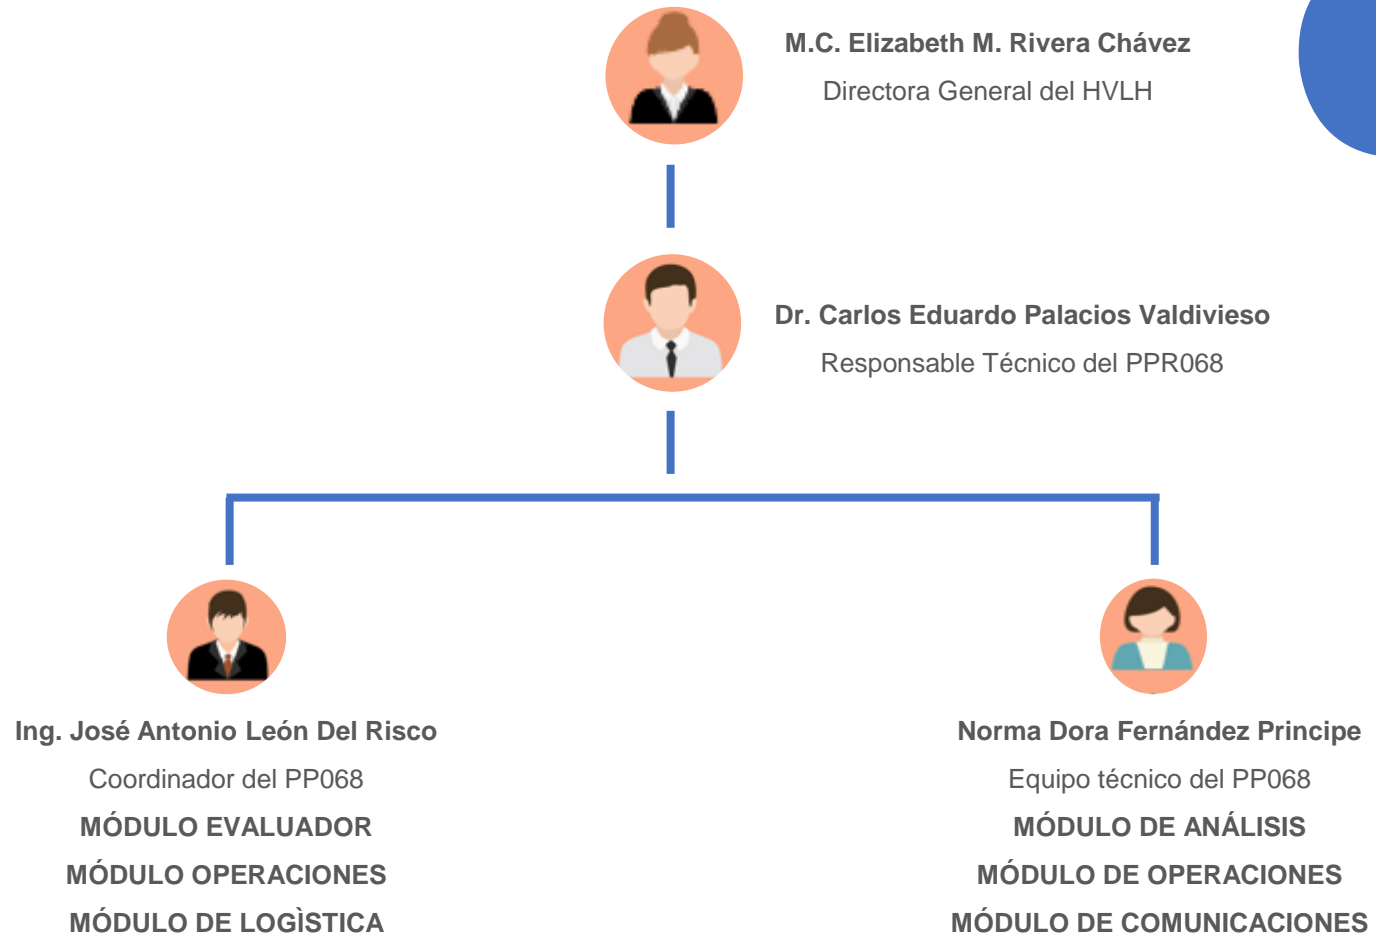 M.C. Elizabeth M. Rivera Chávez
Directora General del HVLH
Dr. Carlos Eduardo Palacios Valdivieso
Responsable Técnico del PPR068
Ing. José Antonio León Del Risco
Coordinador del PP068
MÓDULO EVALUADOR
MÓDULO OPERACIONES
MÓDULO DE LOGÌSTICA
Norma Dora Fernández Principe
Equipo técnico del PP068
MÓDULO DE ANÁLISIS
MÓDULO DE OPERACIONES
MÓDULO DE COMUNICACIONES